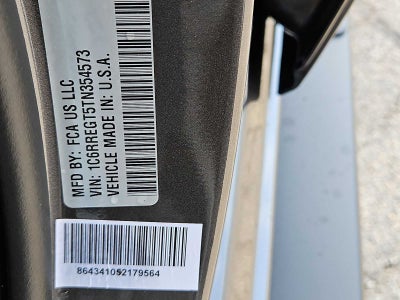 MFD BY: FCA US LLC
VIN: 1C6RREGT5TN354573
VEHICLE MADE IN: U.S.A.
864341052179564